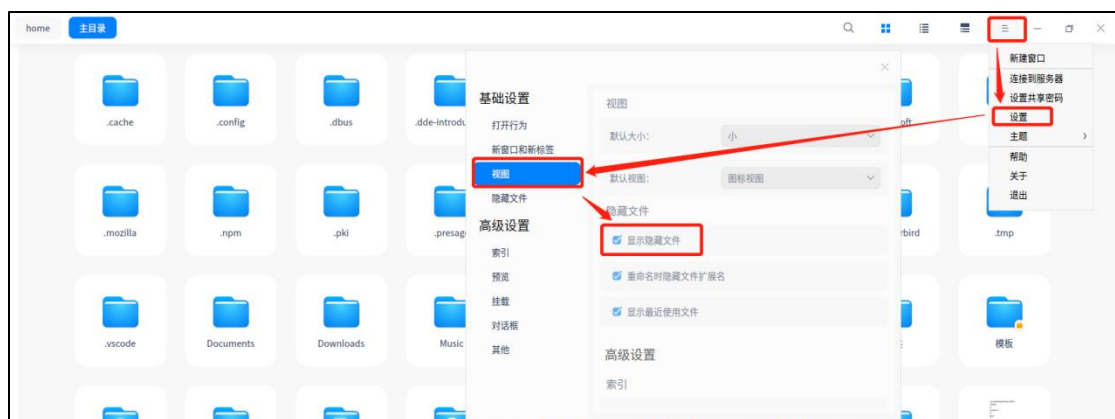 home 主目录
新建窗口
连接到服务器
设置共享密码
设置
主题
帮助
关于
退出
基础设置
打开行为
新窗口和新标签
视图
隐藏文件
高级设置
索引
预览
挂载
对话框
其他
视图
默认大小: 小
默认视图: 图标视图
隐藏文件
显示隐藏文件
重命名时隐藏文件扩展名
显示最近使用文件
高级设置
索引
.cache .config .dbus .dde-introdu oft
.mozilla .npm .pki .presag rbird .tmp
.vscode Documents Downloads Music 模板